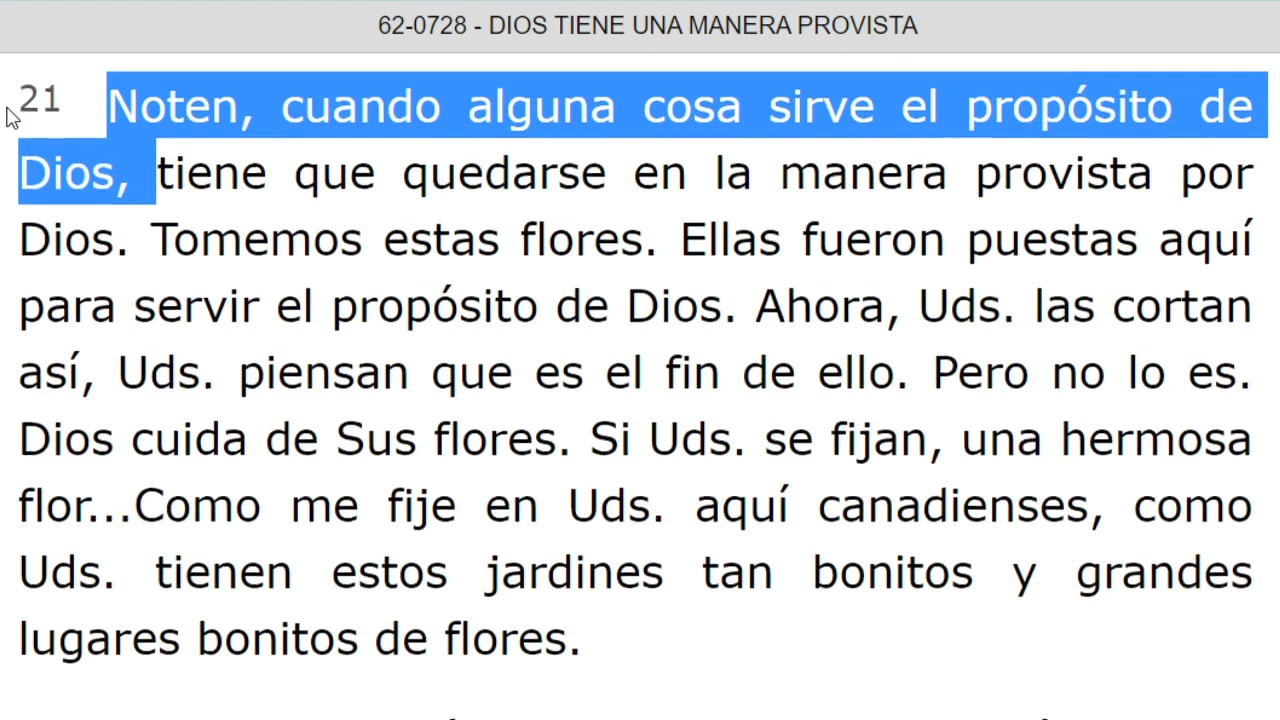 62-0728 - DIOS TIENE UNA MANERA PROVISTA
21 Noten, cuando alguna cosa sirve el propósito de
Dios, tiene que quedarse en la manera provista por
Dios. Tomemos estas flores. Ellas fueron puestas aquí
para servir el propósito de Dios. Ahora, Uds. las cortan
así, Uds. piensan que es el fin de ello. Pero no lo es.
Dios cuida de Sus flores. Si Uds. se fijan, una hermosa
flor...Como me fije en Uds. aquí canadienses, como
Uds. tienen estos jardines tan bonitos y grandes
lugares bonitos de flores.